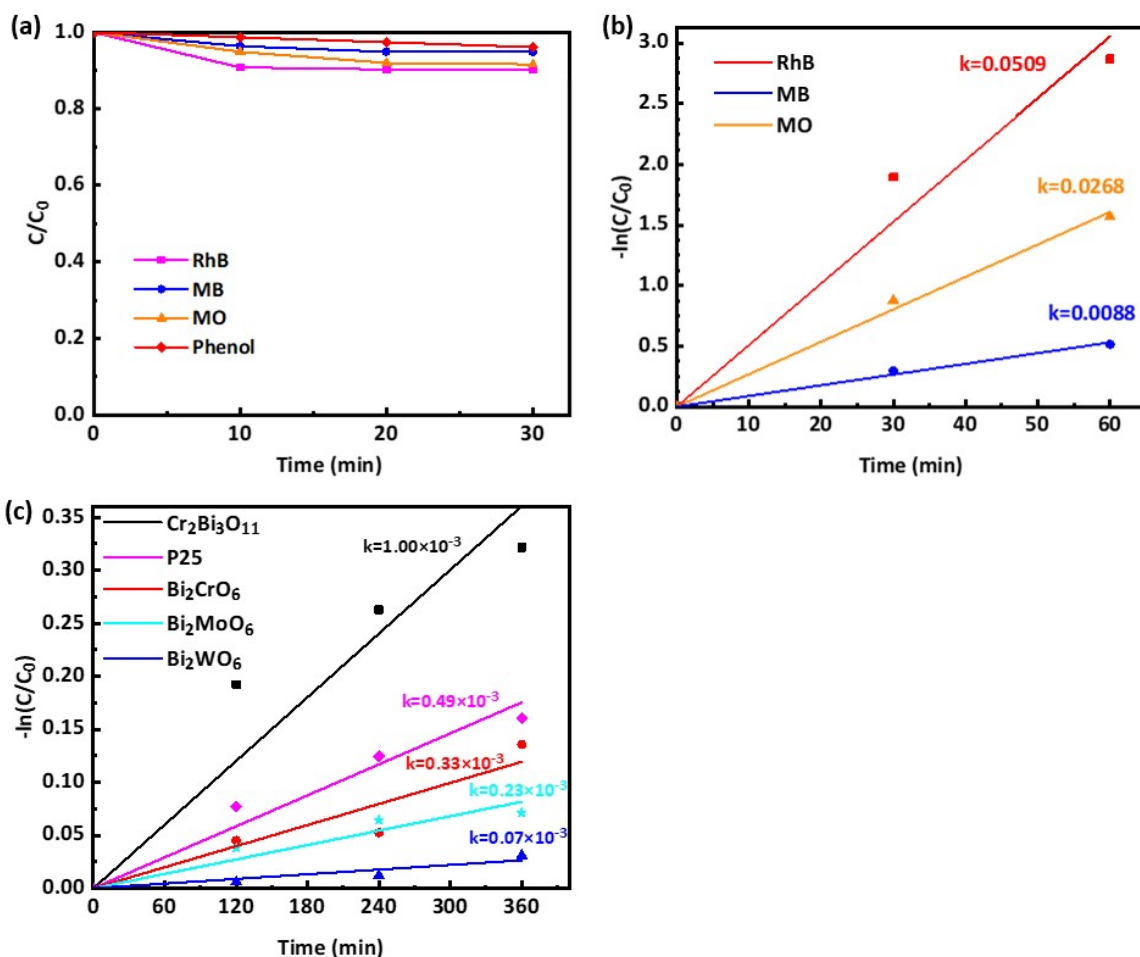 (a)
1.0
0.8
0.6
0.4
0.2
0.0
C/C₀
RhB
MB
MO
Phenol
0 10 20 30
Time (min)
(b)
3.0
2.5
2.0
1.5
1.0
0.5
0.0
-ln(C/C₀)
RhB
MB
MO
k=0.0509
k=0.0268
k=0.0088
0 10 20 30 40 50 60
Time (min)
(c)
0.35
0.30
0.25
0.20
0.15
0.10
0.05
0.00
-ln(C/C₀)
Cr₂Bi₃O₁₁
P25
Bi₂CrO₆
Bi₂MoO₆
Bi₂WO₆
k=1.00×10⁻³
k=0.49×10⁻³
k=0.33×10⁻³
k=0.23×10⁻³
k=0.07×10⁻³
0 60 120 180 240 300 360
Time (min)